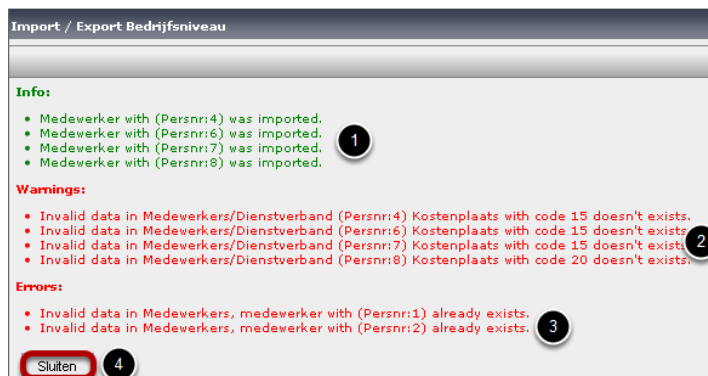 Import / Export Bedrijfsniveau
Info:
• Medewerker with (Persnr:4) was imported.
• Medewerker with (Persnr:6) was imported.
• Medewerker with (Persnr:7) was imported.
• Medewerker with (Persnr:8) was imported.
1
Warnings:
• Invalid data in Medewerkers/Dienstverband (Persnr:4) Kostenplaats with code 15 doesn't exists.
• Invalid data in Medewerkers/Dienstverband (Persnr:6) Kostenplaats with code 15 doesn't exists.
• Invalid data in Medewerkers/Dienstverband (Persnr:7) Kostenplaats with code 15 doesn't exists
• Invalid data in Medewerkers/Dienstverband (Persnr:8) Kostenplaats with code 20 doesn't exists.
2
Errors:
• Invalid data in Medewerkers, medewerker with (Persnr:1) already exists.
• Invalid data in Medewerkers, medewerker with (Persnr:2) already exists.
3
Sluiten
4